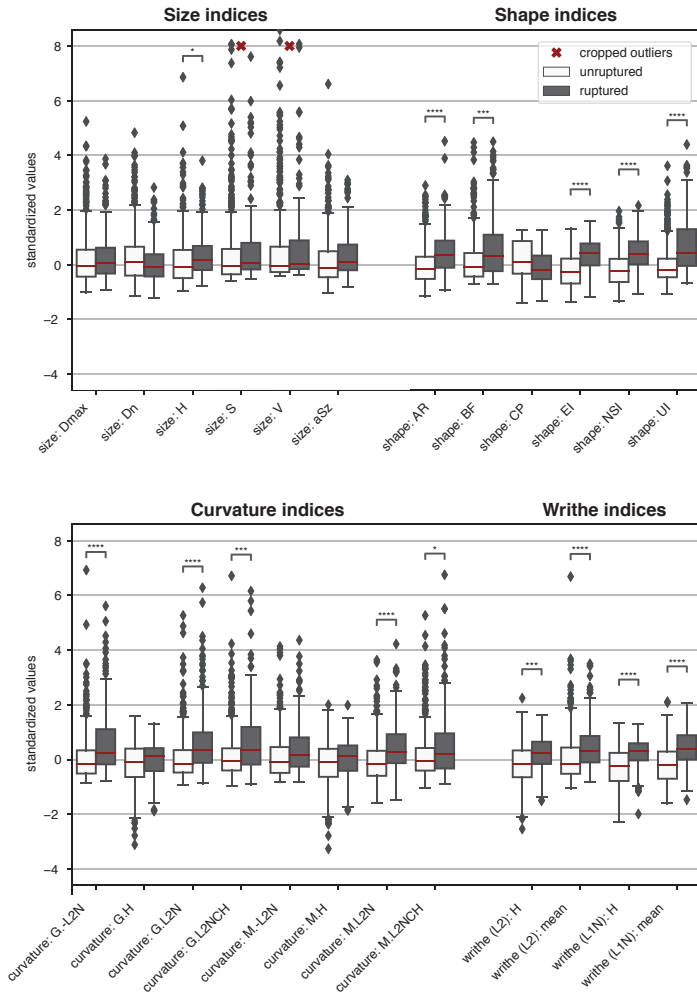 Size indices
Shape indices
8
6
4
2
0
−2
−4
standardized values
cropped outliers
unruptured
ruptured
*
****
***
****
****
****
size: Dmax
size: Dn
size: H
size: S
size: V
size: aSz
shape: AR
shape: BF
shape: CP
shape: EI
shape: NSI
shape: UI
Curvature indices
Writhe indices
8
6
4
2
0
−2
−4
standardized values
****
****
***
****
*
***
****
****
****
curvature: G.-L2N
curvature: G.H
curvature: G.L2N
curvature: G.L2NCH
curvature: M.-L2N
curvature: M.H
curvature: M.L2N
curvature: M.L2NCH
writhe (L2): H
writhe (L2): mean
writhe (L1N): H
writhe (L1N): mean